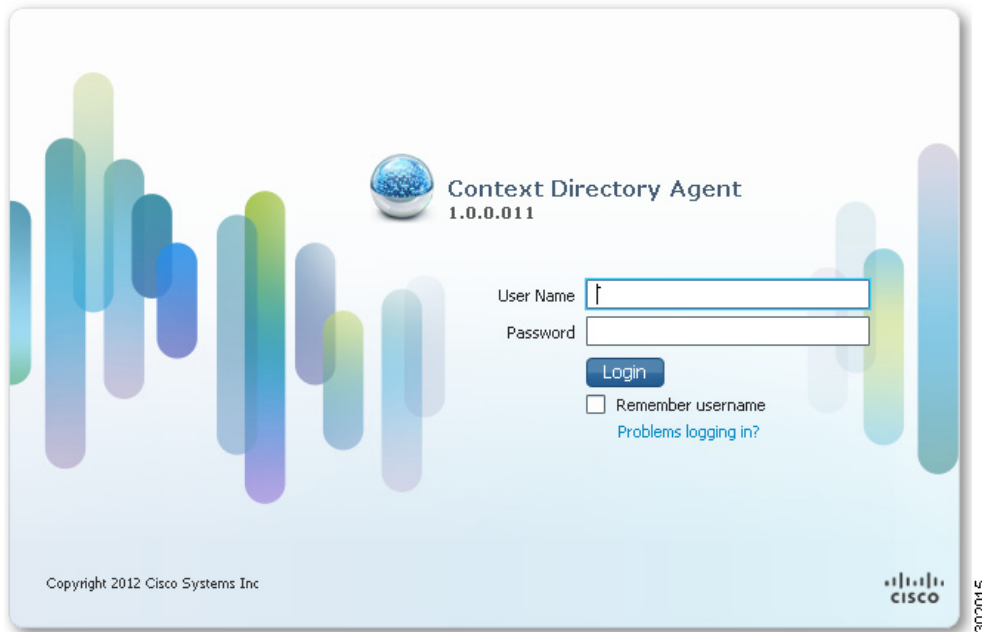 Context Directory Agent
1.0.0.011
User Name
Password
Login
Remember username
Problems logging in?
Copyright 2012 Cisco Systems Inc
CISCO
302015